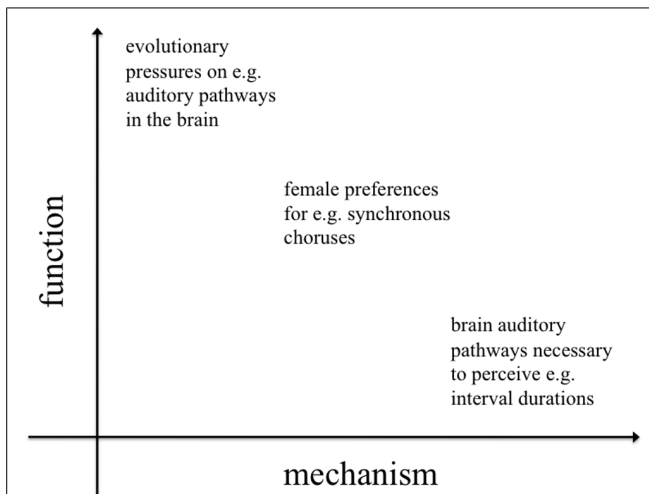 evolutionary
pressures on e.g.
auditory pathways
in the brain
female preferences
for e.g. synchronous
choruses
function
brain auditory
pathways necessary
to perceive e.g.
interval durations
mechanism